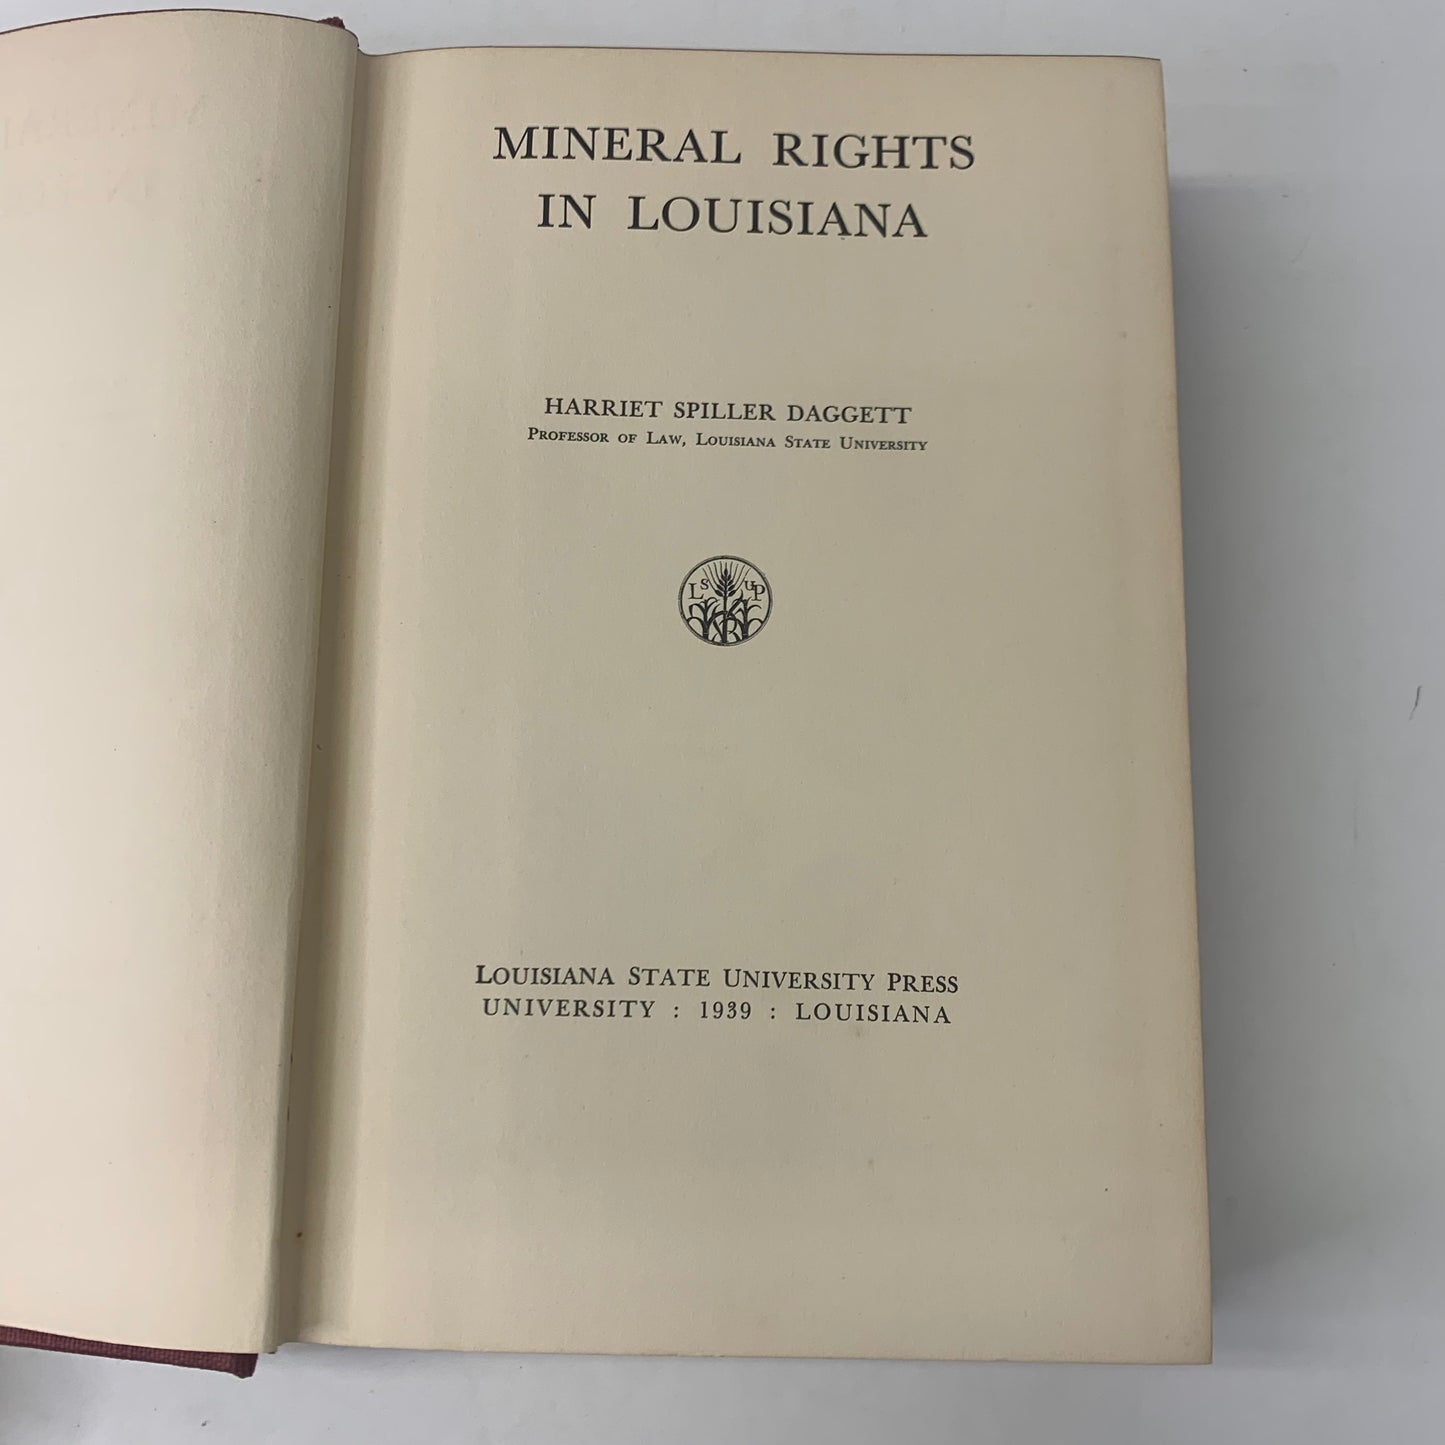 MINERAL RIGHTS
IN LOUISIANA
HARRIET SPILLER DAGGETT
PROFESSOR OF LAW, LOUISIANA STATE UNIVERSITY
LSUP
LOUISIANA STATE UNIVERSITY PRESS
UNIVERSITY : 1939 : LOUISIANA